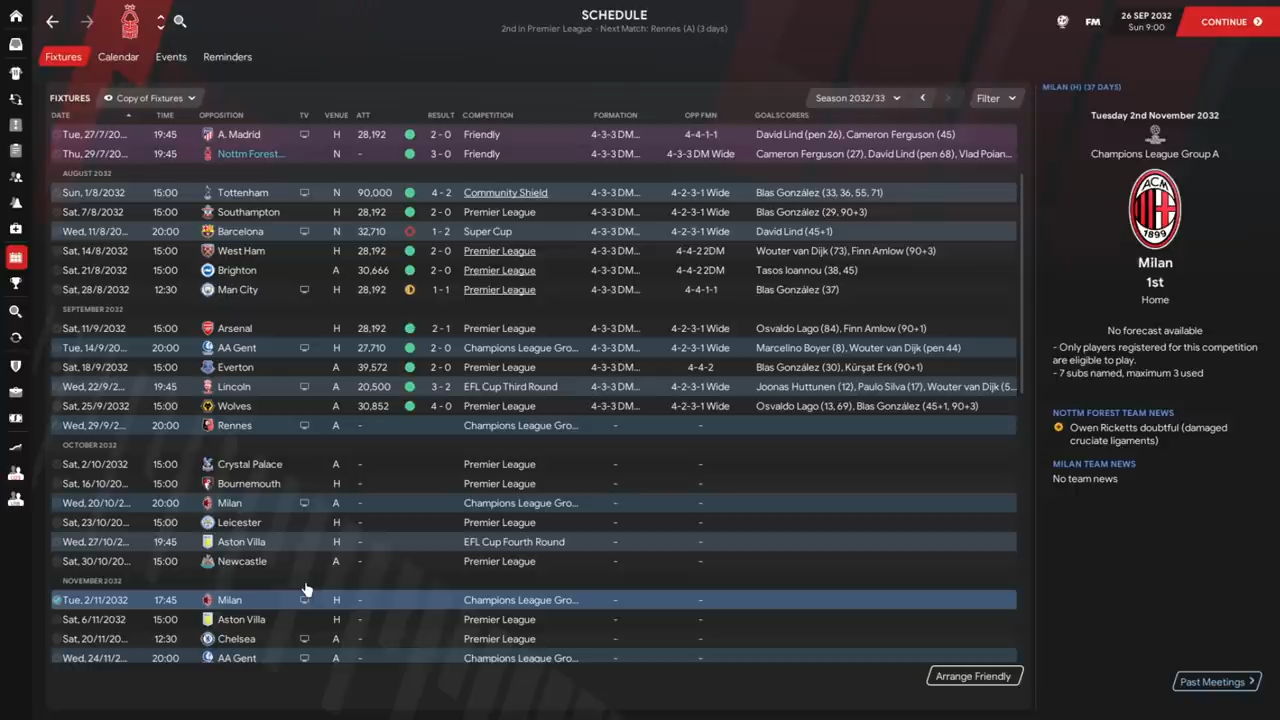 SCHEDULE
2nd in Premier League - Next Match: Rennes (A) (3 days)
FM
26 SEP 2032
Sun 9:00
CONTINUE
Fixtures Calendar Events Reminders
FIXTURES Copy of Fixtures Season 2032/33 Filter
DATE TIME OPPOSITION TV VENUE ATT RESULT COMPETITION FORMATION OPP FMN GOALSCORERS
Tue, 27/7/20... 19:45 A. Madrid H 28,192 2 - 0 Friendly 4-3-3 DM... 4-4-1-1 David Lind (pen 26), Cameron Ferguson (45)
Thu, 29/7/20... 19:45 Nottm Forest... N - 3 - 0 Friendly 4-3-3 DM... 4-3-3 DM Wide Cameron Ferguson (27), David Lind (pen 68), Vlad Poian...
AUGUST 2032
Sun, 1/8/2032 15:00 Tottenham N 90,000 4 - 2 Community Shield 4-3-3 DM... 4-2-3-1 Wide Blas González (33, 36, 55, 71)
Sat, 7/8/2032 15:00 Southampton H 28,192 2 - 0 Premier League 4-3-3 DM... 4-2-3-1 Wide Blas González (29, 90+3)
Wed, 11/8/20... 20:00 Barcelona N 32,710 1 - 2 Super Cup 4-3-3 DM... 4-2-3-1 Wide David Lind (45+1)
Sat, 14/8/20... 15:00 West Ham H 28,192 2 - 0 Premier League 4-3-3 DM... 4-4-2 2DM Wouter van Dijk (73), Finn Amlow (90+3)
Sat, 21/8/20... 15:00 Brighton A 30,666 2 - 0 Premier League 4-3-3 DM... 4-4-2 2DM Tasos Ioannou (38, 45)
Sat, 28/8/20... 12:30 Man City H 28,192 1 - 1 Premier League 4-3-3 DM... 4-4-1-1 Blas González (37)
SEPTEMBER 2032
Sat, 11/9/2032 15:00 Arsenal H 28,192 2 - 1 Premier League 4-3-3 DM... 4-2-3-1 Wide Osvaldo Lago (84), Finn Amlow (90+1)
Tue, 14/9/20... 20:00 AA Gent H 27,710 2 - 0 Champions League Gro... 4-3-3 DM... 4-2-3-1 Wide Marcelino Boyer (8), Wouter van Dijk (pen 44)
Sat, 18/9/20... 15:00 Everton A 39,572 2 - 0 Premier League 4-3-3 DM... 4-4-2 Blas González (30), Kürşat Erk (90+1)
Wed, 22/9/2... 19:45 Lincoln A 20,500 3 - 2 EFL Cup Third Round 4-3-3 DM... 4-2-3-1 Wide Joonas Huttunen (12), Paulo Silva (17), Wouter van Dijk (5...
Sat, 25/9/20... 15:00 Wolves A 30,852 4 - 0 Premier League 4-3-3 DM... 4-2-3-1 Wide Osvaldo Lago (13, 69), Blas González (45+1, 90+3)
Wed, 29/9/2... 20:00 Rennes A - Champions League Gro... - -
OCTOBER 2032
Sat, 2/10/2032 15:00 Crystal Palace A - Premier League - -
Sat, 16/10/20... 15:00 Bournemouth H - Premier League - -
Wed, 20/10/2... 20:00 Milan A - Champions League Gro... - -
Sat, 23/10/20... 15:00 Leicester H - Premier League - -
Wed, 27/10/2... 19:45 Aston Villa H - EFL Cup Fourth Round - -
Sat, 30/10/20... 15:00 Newcastle A - Premier League - -
NOVEMBER 2032
Tue, 2/11/2032 17:45 Milan H - Champions League Gro... - -
Sat, 6/11/2032 15:00 Aston Villa H - Premier League - -
Sat, 20/11/20... 12:30 Chelsea A - Premier League - -
Wed, 24/11/2... 20:00 AA Gent A - Champions League Gro... - -
Arrange Friendly
MILAN (H) (37 DAYS)
Tuesday 2nd November 2032
Champions League Group A
ACM
1899
Milan
1st
Home
No forecast available
- Only players registered for this competition
are eligible to play.
- 7 subs named, maximum 3 used
NOTTM FOREST TEAM NEWS
Owen Ricketts doubtful (damaged
cruciate ligaments)
MILAN TEAM NEWS
No team news
Past Meetings